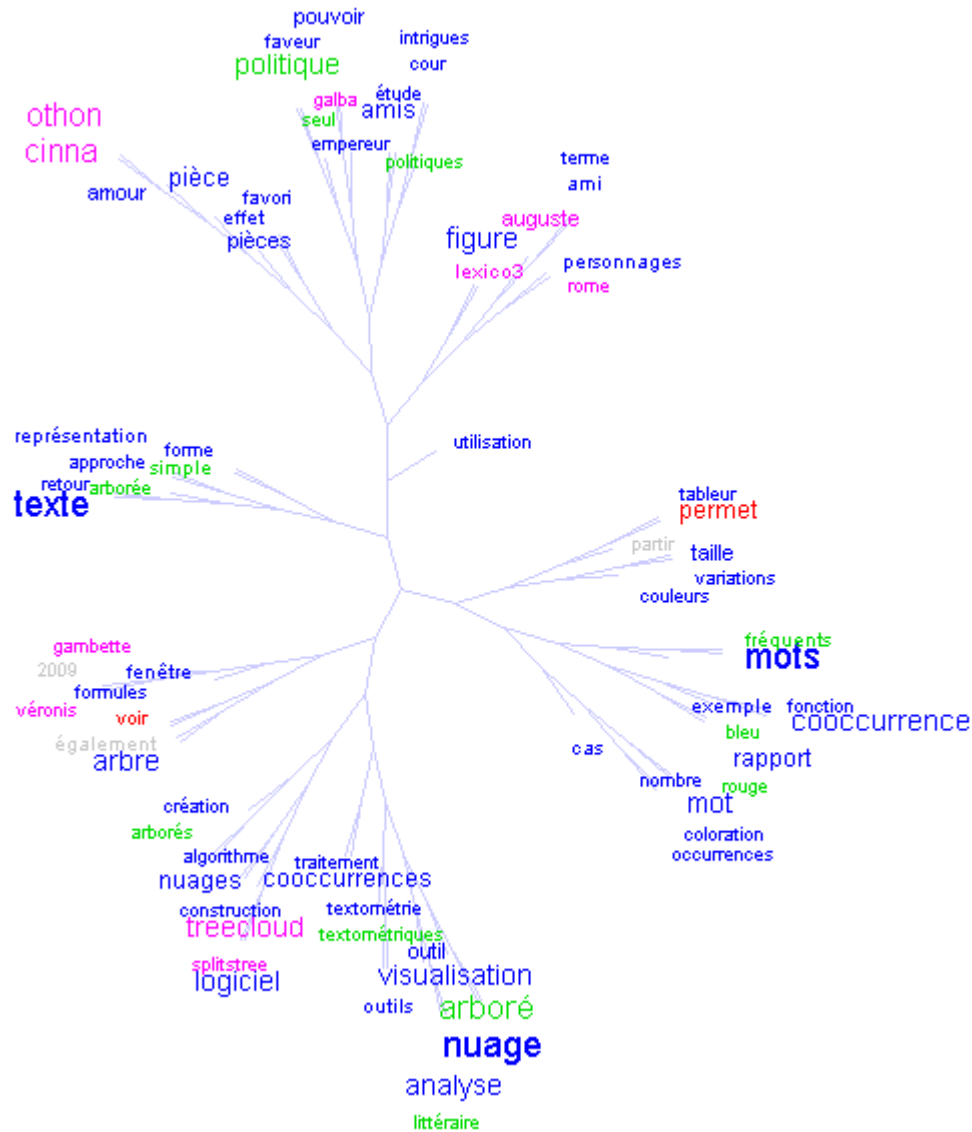 pouvoir
faveur
politique
intrigues
cour
galba
étude
amis
seul
empereur
politiques
othon
cinna
amour
pièce
favori
effet
pièces
terme
ami
auguste
figure
lexico3
personnages
rome
utilisation
représentation
forme
approche
simple
retour
arborée
texte
tableur
permet
partir
taille
variations
couleurs
fréquents
mots
exemple
fonction
cooccurrence
bleu
rapport
cas
nombre
rouge
mot
coloration
occurrences
gambette
2009
fenêtre
formules
véronis
voir
également
arbre
création
arborés
algorithme
nuages
traitement
cooccurrences
construction
treecloud
textométrie
textométriques
splitstree
logiciel
outil
visualisation
outils
arboré
nuage
analyse
littéraire